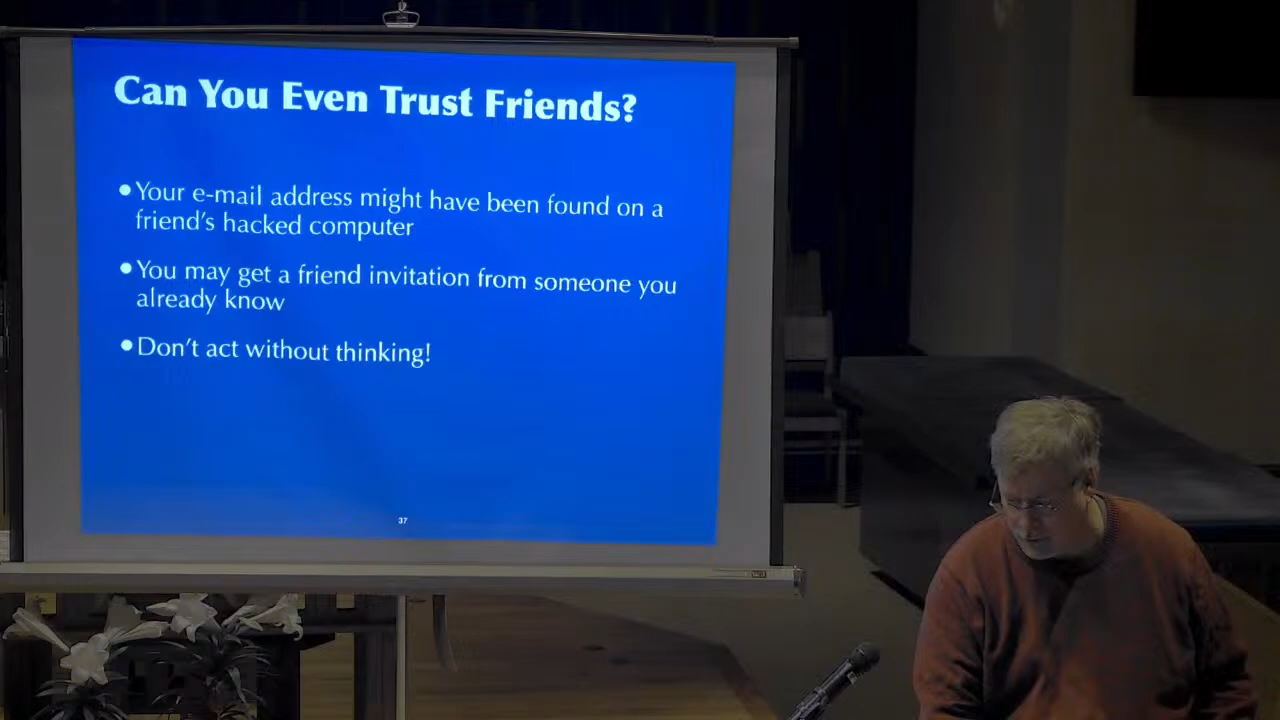 Can You Even Trust Friends?
•Your e-mail address might have been found on a
friend's hacked computer
•You may get a friend invitation from someone you
already know
•Don't act without thinking!
37